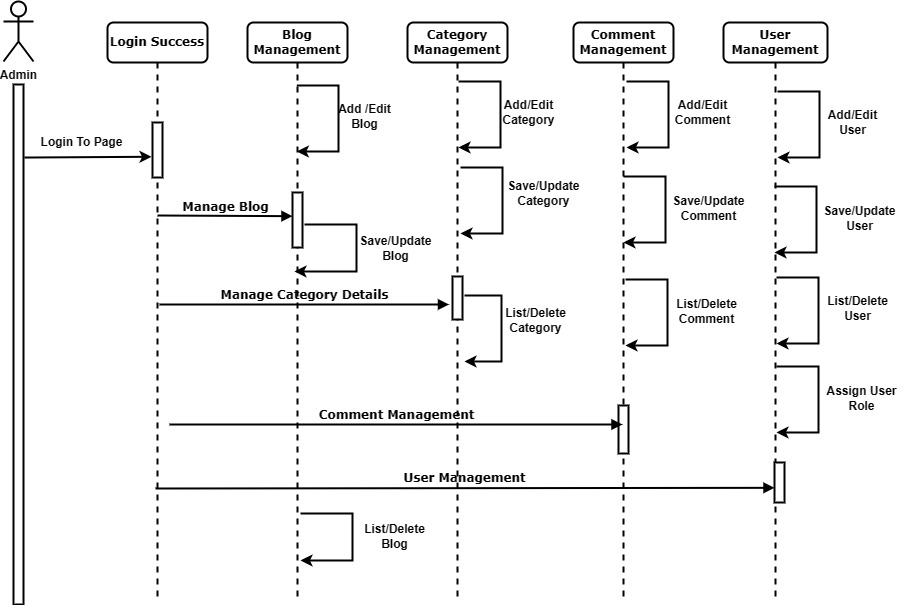 Admin
Login Success
Blog
Management
Category
Management
Comment
Management
User
Management
Add /Edit
Blog
Add/Edit
Category
Add/Edit
Comment
Add/Edit
User
Login To Page
Manage Blog
Save/Update
Category
Save/Update
Comment
Save/Update
User
Save/Update
Blog
Manage Category Details
List/Delete
Category
List/Delete
Comment
List/Delete
User
Assign User
Role
Comment Management
User Management
List/Delete
Blog